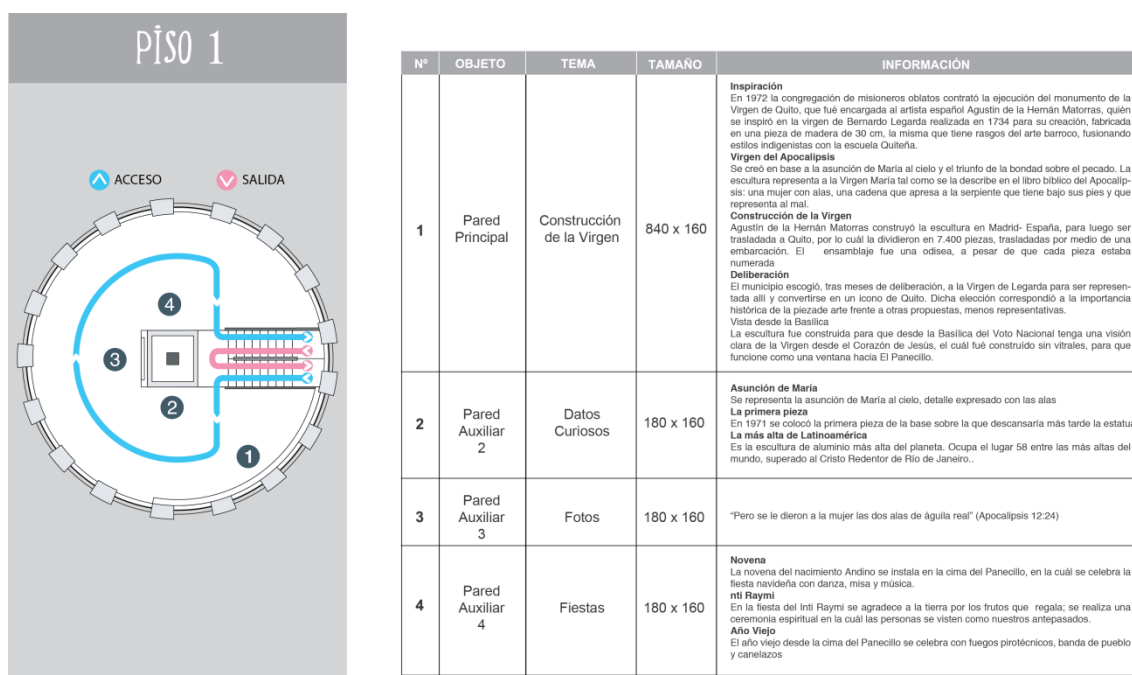 PISO 1
ACCESO
SALIDA
4
3
2
1
Nº OBJETO TEMA TAMAÑO INFORMACIÓN
1
Pared
Principal
Construcción
de la Virgen
840 x 160
Inspiración
En 1972 la congregación de misioneros oblatos contrató la ejecución del monumento de la
Virgen de Quito, que fué encargada al artista español Agustin de la Hernán Matorras, quién
se inspiró en la virgen de Bernardo Legarda realizada en 1734 para su creación, fabricada
en una pieza de madera de 30 cm, la misma que tiene rasgos del arte barroco, fusionando
estilos indigenistas con la escuela Quiteña.
Virgen del Apocalipsis
Se creó en base a la asunción de María al cielo y el triunfo de la bondad sobre el pecado. La
escultura representa a la Virgen María tal como se la describe en el libro bíblico del Apocalip-
sis: una mujer con alas, una cadena que apresa a la serpiente que tiene bajo sus pies y que
representa al mal.
Construcción de la Virgen
Agustín de la Hernán Matorras construyó la escultura en Madrid- España, para luego ser
trasladada a Quito, por lo cuál la dividieron en 7.400 piezas, trasladadas por medio de una
embarcación. El ensamblaje fue una odisea, a pesar de que cada pieza estaba
numerada
Deliberación
El municipio escogió, tras meses de deliberación, a la Virgen de Legarda para ser represen-
tada allí y convertirse en un icono de Quito. Dicha elección correspondió a la importancia
histórica de la piezade arte frente a otras propuestas, menos representativas.
Vista desde la Basílica
La escultura fue construida para que desde la Basílica del Voto Nacional tenga una visión
clara de la Virgen desde el Corazón de Jesús, el cuál fué construido sin vitrales, para que
funcione como una ventana hacia El Panecillo.
2
Pared
Auxiliar
2
Datos
Curiosos
180 x 160
Asunción de María
Se representa la asunción de María al cielo, detalle expresado con las alas
La primera pieza
En 1971 se colocó la primera pieza de la base sobre la que descansaría más tarde la estatua
La más alta de Latinoamérica
Es la escultura de aluminio más alta del planeta. Ocupa el lugar 58 entre las más altas del
mundo, superado al Cristo Redentor de Río de Janeiro..
3
Pared
Auxiliar
3
Fotos
180 x 160
“Pero se le dieron a la mujer las dos alas de águila real” (Apocalipsis 12:24)
4
Pared
Auxiliar
4
Fiestas
180 x 160
Novena
La novena del nacimiento Andino se instala en la cima del Panecillo, en la cuál se celebra la
fiesta navideña con danza, misa y música.
nti Raymi
En la fiesta del Inti Raymi se agradece a la tierra por los frutos que regala; se realiza una
ceremonia espiritual en la cuál las personas se visten como nuestros antepasados.
Año Viejo
El año viejo desde la cima del Panecillo se celebra con fuegos pirotécnicos, banda de pueblo
y canelazos